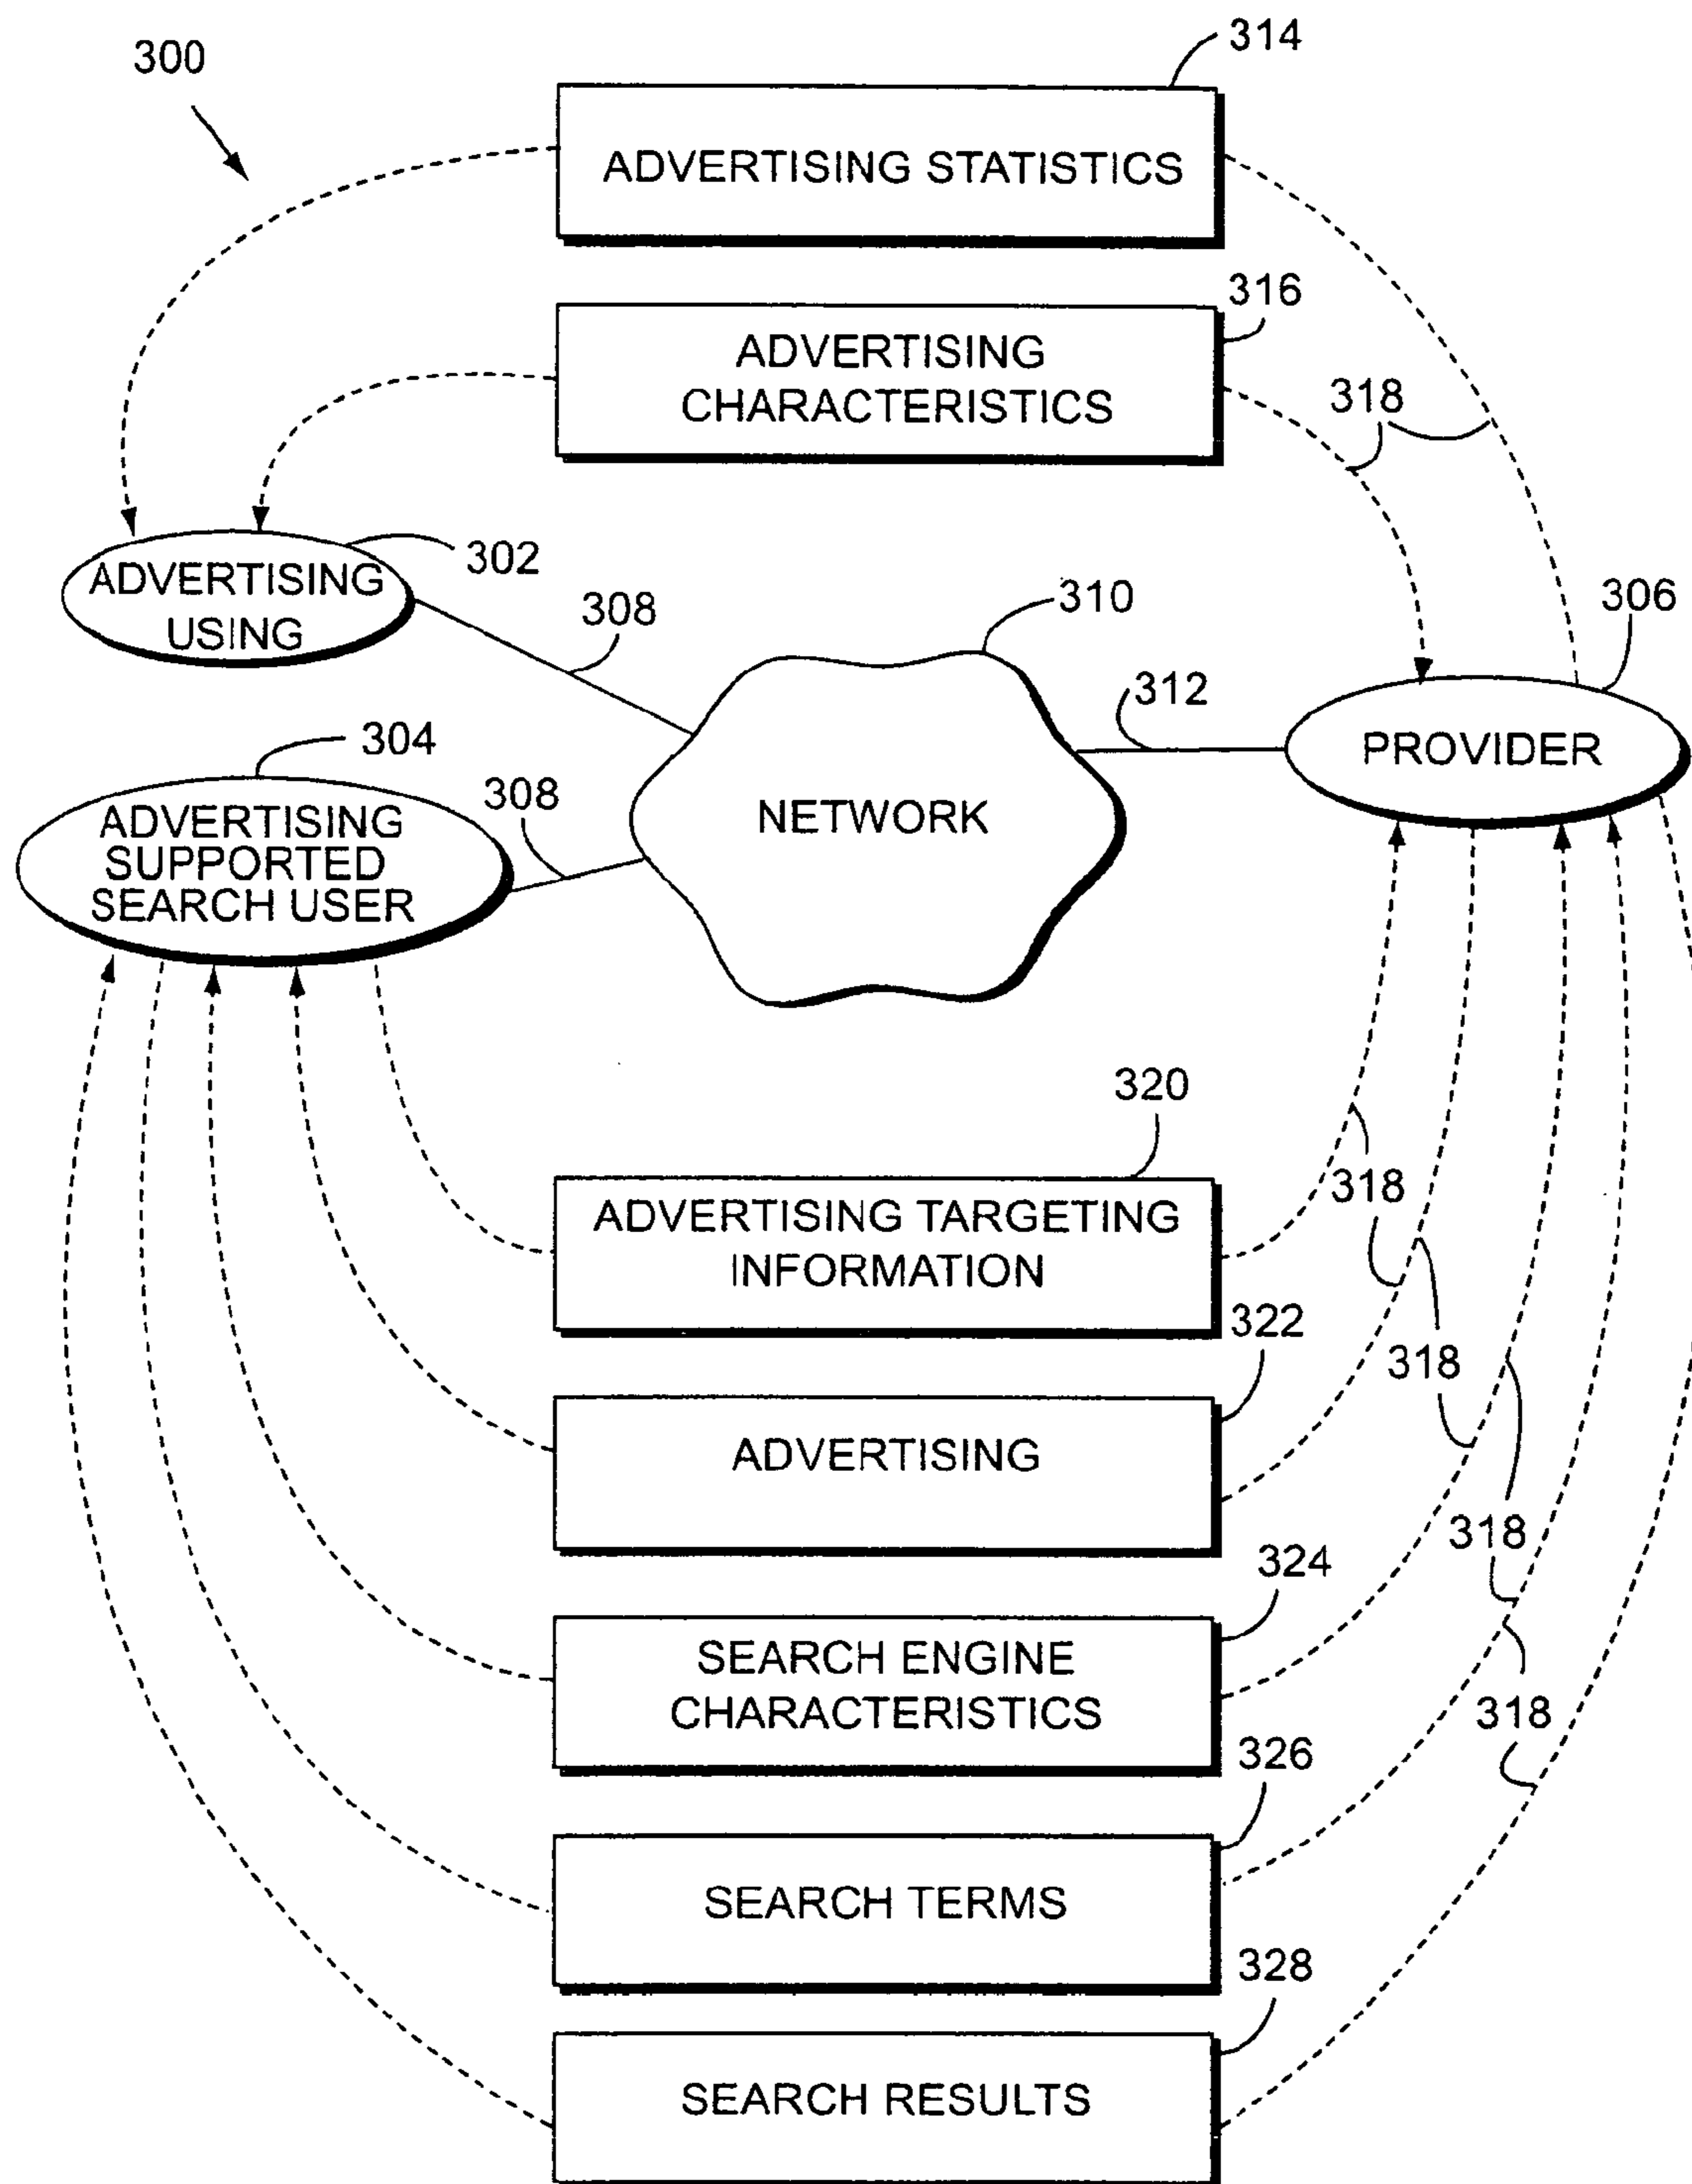 300
314
ADVERTISING STATISTICS
316
ADVERTISING
CHARACTERISTICS
318
302
ADVERTISING
USING
308
310
306
312
PROVIDER
304
308
NETWORK
ADVERTISING
SUPPORTED
SEARCH USER
320
318
ADVERTISING TARGETING
INFORMATION
322
318
ADVERTISING
318
324
SEARCH ENGINE
CHARACTERISTICS
318
326
SEARCH TERMS
328
SEARCH RESULTS